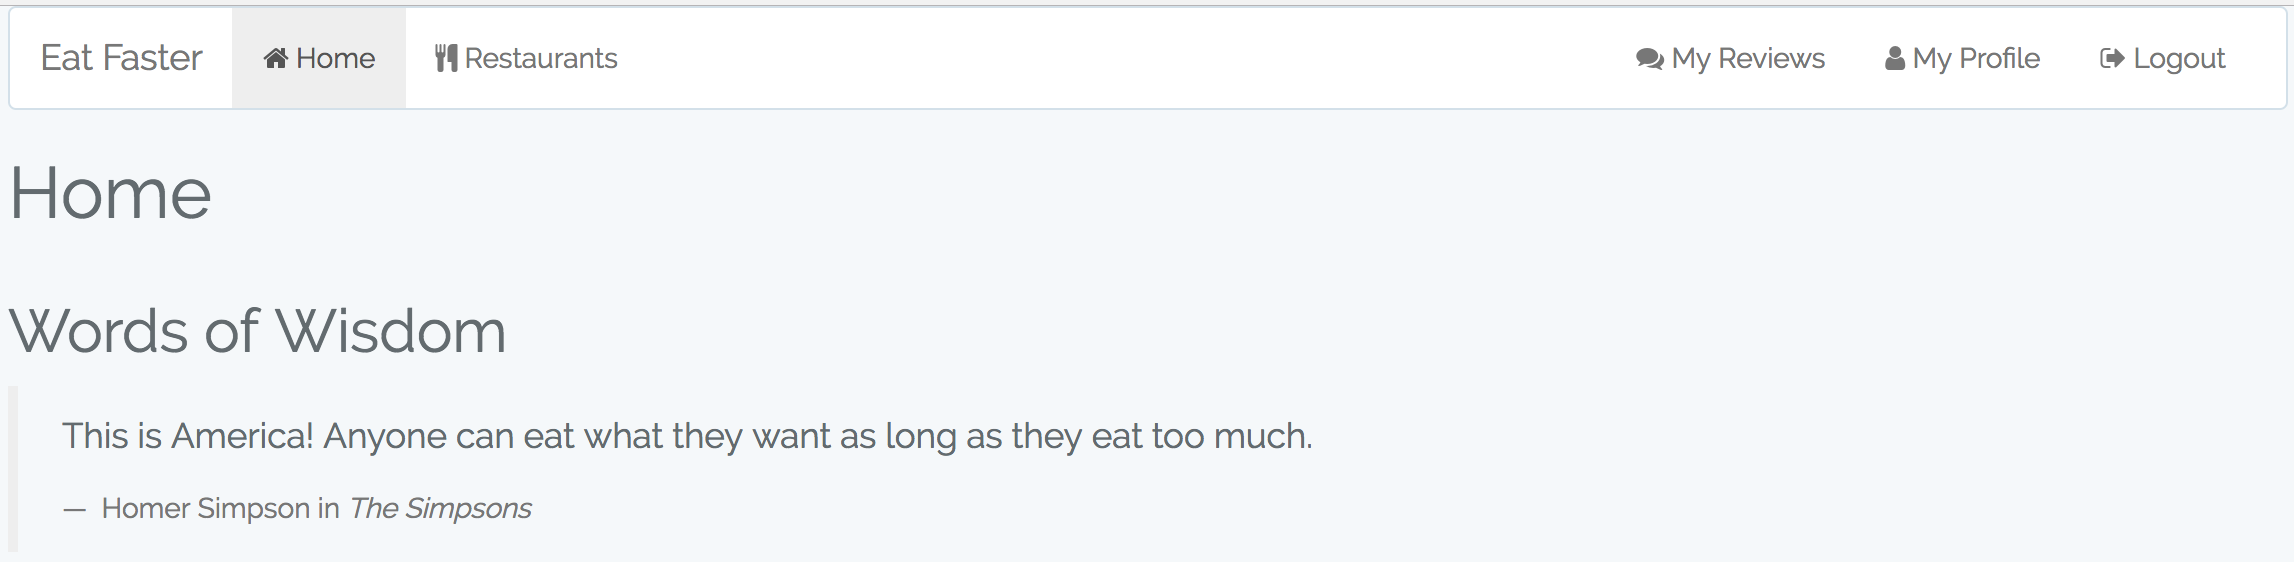 Eat Faster Home Restaurants My Reviews My Profile Logout
Home
Words of Wisdom
This is America! Anyone can eat what they want as long as they eat too much.
— Homer Simpson in The Simpsons